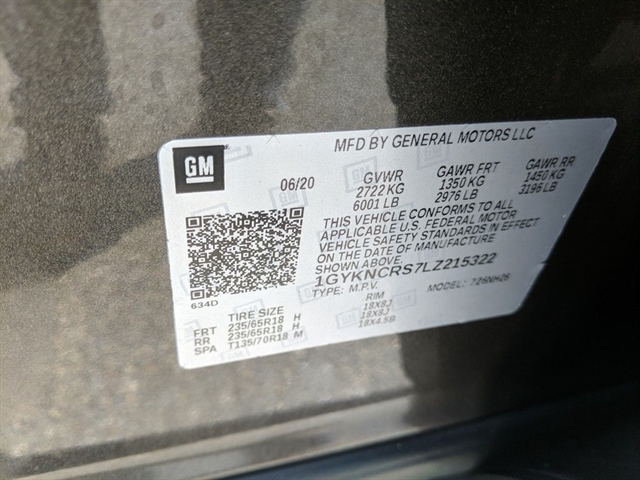 MFD BY GENERAL MOTORS LLC
GM
06/20
GVWR GAWR FRT GAWR RR
2722 KG 1350 KG 1450 KG
6001 LB 2976 LB 3196 LB
THIS VEHICLE CONFORMS TO ALL
APPLICABLE U.S. FEDERAL MOTOR
VEHICLE SAFETY STANDARDS IN EFFECT
ON THE DATE OF MANUFACTURE
SHOWN ABOVE.
1GYKNCRS7LZ215322
TYPE: M.P.V. MODEL: 726NH26
634D
TIRE SIZE RIM
FRT 235/65R18 H 18X8J
RR 235/65R18 H 18X8J
SPA T135/70R18 M 18X4.5B